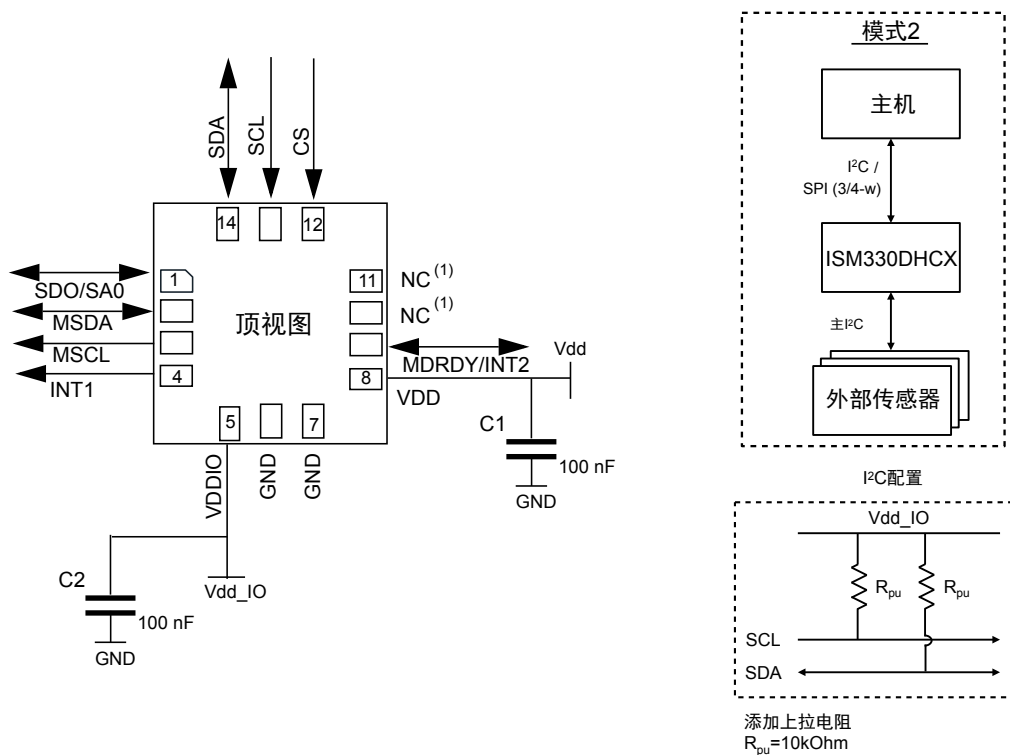 SDA
SCL
CS
14
12
1
11
NC(1)
SDO/SA0
NC(1)
MSDA
顶视图
MSCL
MDRDY/INT2
Vdd
INT1
4
8
VDD
5
7
C1
100 nF
GND
VDDIO
GND
GND
C2
100 nF
GND
Vdd_IO
模式2
主机
I²C /
SPI (3/4-w)
ISM330DHCX
主I²C
外部传感器
I²C配置
Vdd_IO
Rpu
Rpu
SCL
SDA
添加上拉电阻
Rpu=10kOhm